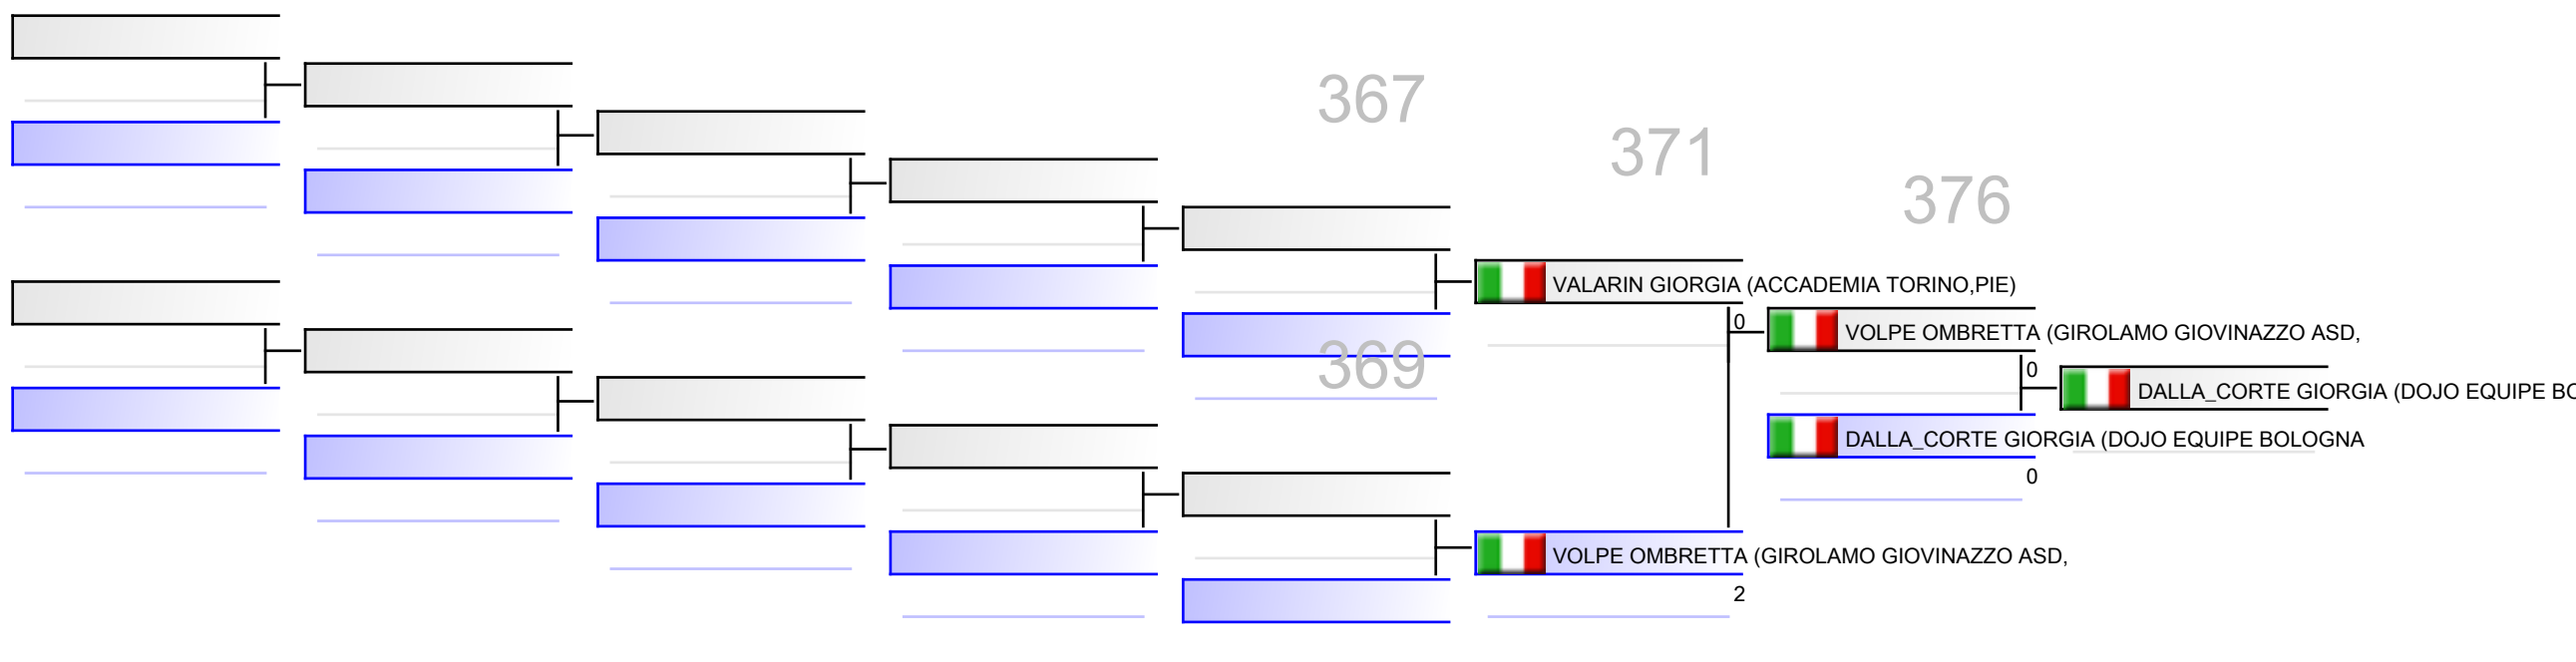 367
371
376
VALARIN GIORGIA (ACCADEMIA TORINO,PIE)
0
VOLPE OMBRETTA (GIROLAMO GIOVINAZZO ASD,
369
0
DALLA_CORTE GIORGIA (DOJO EQUIPE BO
DALLA_CORTE GIORGIA (DOJO EQUIPE BOLOGNA
0
VOLPE OMBRETTA (GIROLAMO GIOVINAZZO ASD,
2